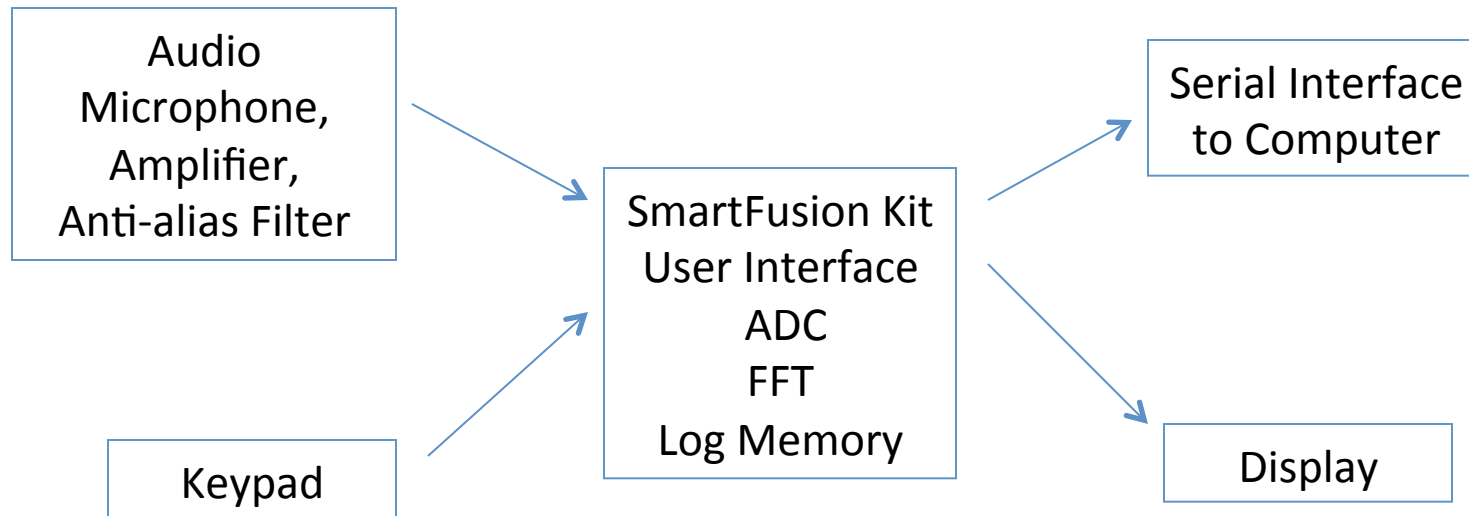 Audio
Microphone,
Amplifier,
Anti-alias Filter
Keypad
SmartFusion Kit
User Interface
ADC
FFT
Log Memory
Serial Interface
to Computer
Display